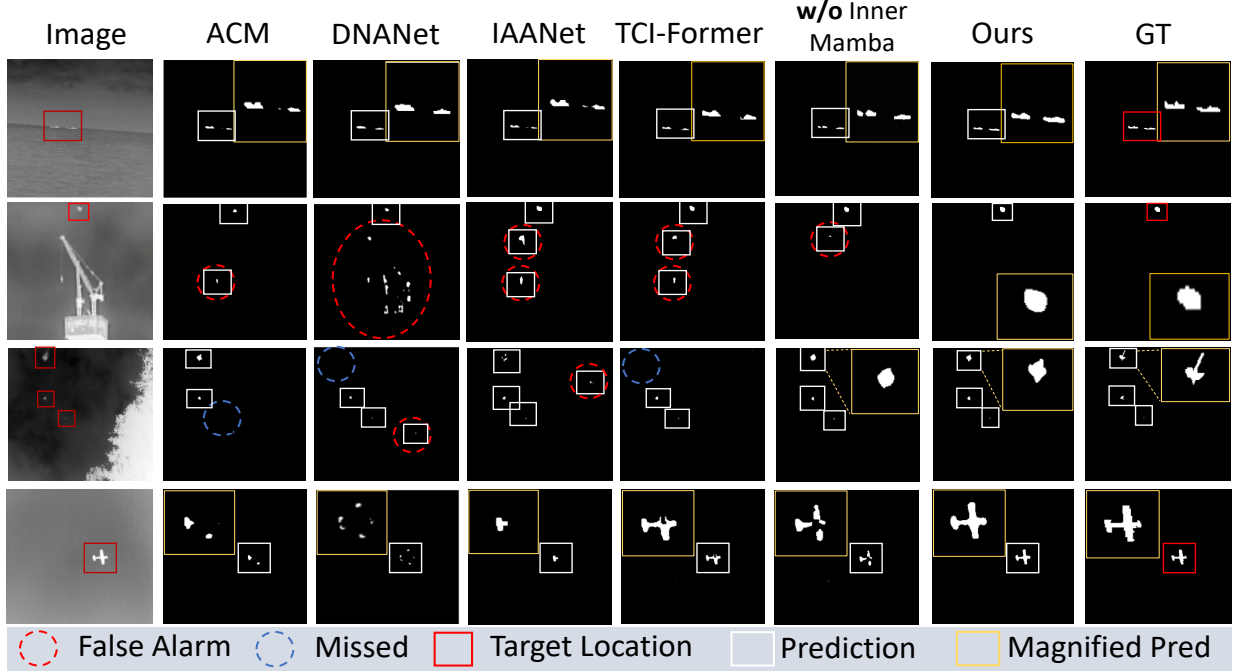 Image
ACM
DNANet
IAANet
TCI-Former
w/o Inner
Mamba
Ours
GT
False Alarm
Missed
Target Location
Prediction
Magnified Pred